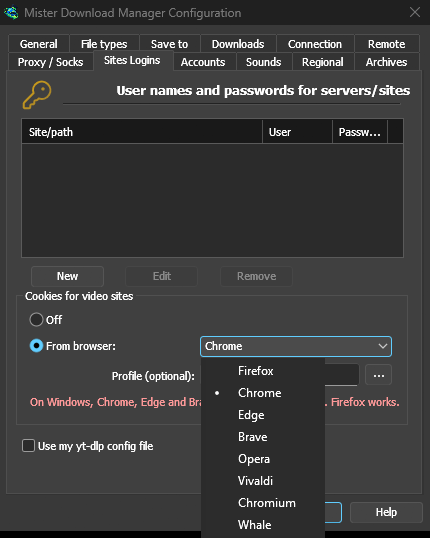 Mister Download Manager Configuration
General File types Save to Downloads Connection Remote
Proxy / Socks Sites Logins Accounts Sounds Regional Archives
User names and passwords for servers/sites
Site/path User Passw...
New Edit Remove
Cookies for video sites
Off
From browser: Chrome
Profile (optional): ...
Firefox
Chrome
Edge
Brave
Opera
Vivaldi
Chromium
Whale
On Windows, Chrome, Edge and . Firefox works.
Use my yt-dlp config file
Help